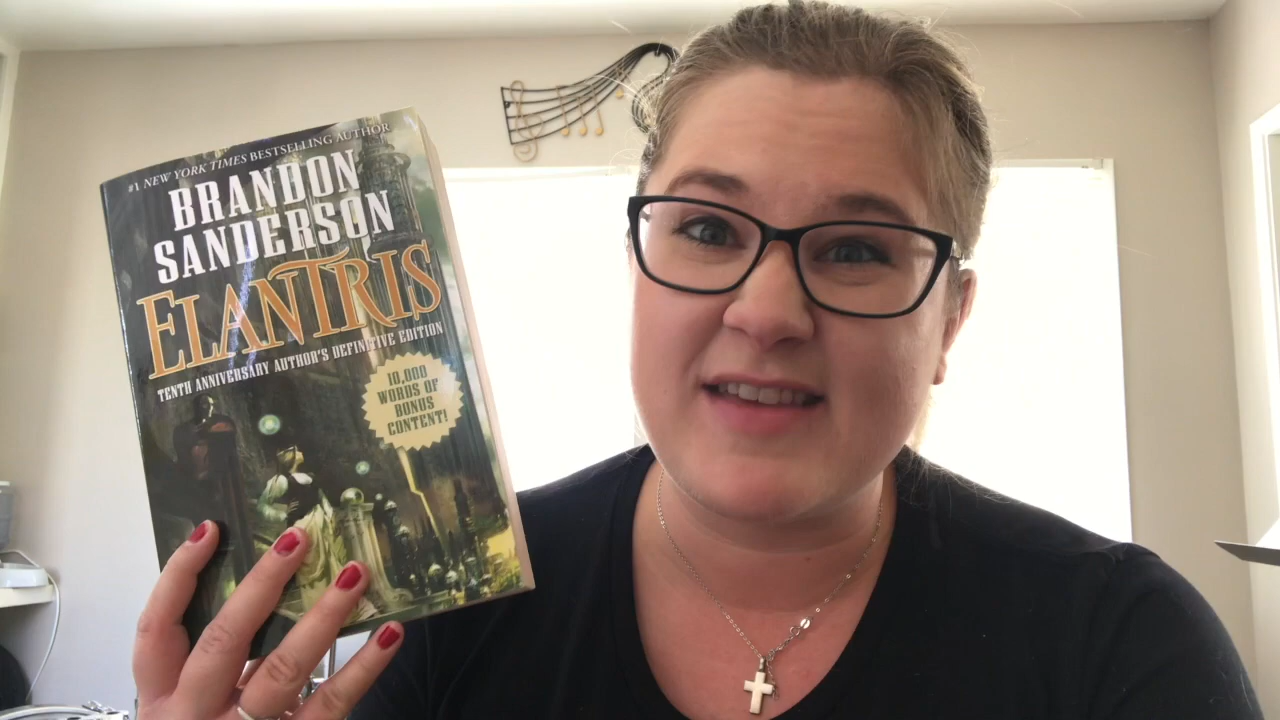 #1 NEW YORK TIMES BESTSELLING AUTHOR
BRANDON
SANDERSON
ELANTRIS
TENTH ANNIVERSARY AUTHOR'S DEFINITIVE EDITION
10,000
WORDS OF
BONUS
CONTENT!